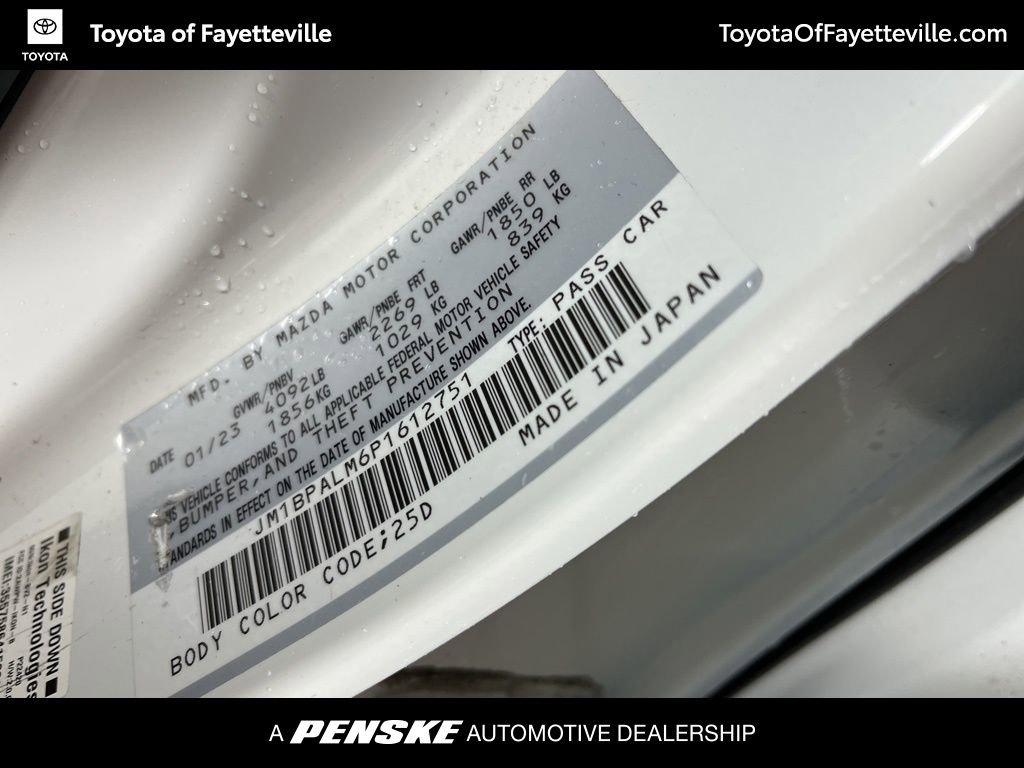 TOYOTA
Toyota of Fayetteville
ToyotaOfFayetteville.com
MFD. BY MAZDA MOTOR CORPORATION
DATE GVWR/PNBV GAWR/PNBE FRT GAWR/PNBE RR
01/23 4092LB 2269 LB 1850 LB
1856KG 1029 KG 839 KG
VEHICLE CONFORMS TO ALL APPLICABLE FEDERAL MOTOR VEHICLE SAFETY
, BUMPER, AND THEFT PREVENTION
STANDARDS IN EFFECT ON THE DATE OF MANUFACTURE SHOWN ABOVE.
JM1BPALM6P1612751 TYPE: PASS CAR
BODY COLOR CODE;25D MADE IN JAPAN
THIS SIDE DOWN
Ikon Technologies
A PENSKE AUTOMOTIVE DEALERSHIP